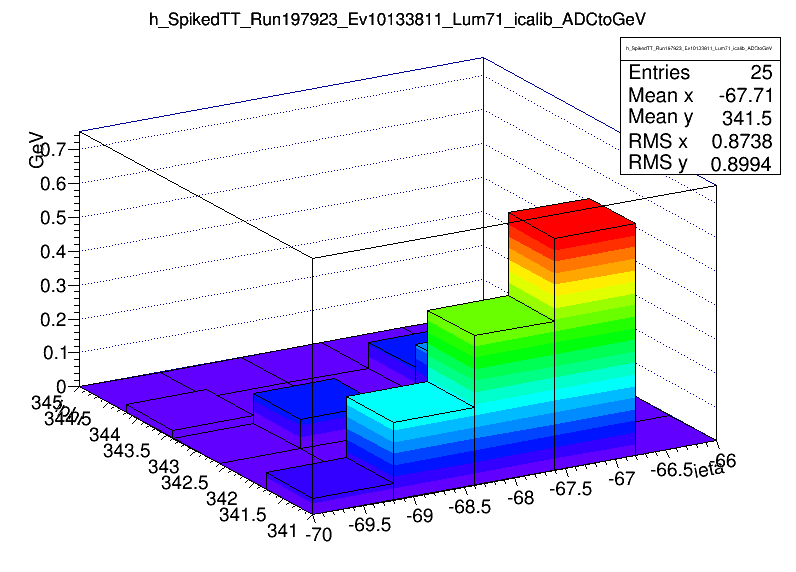 h_SpikedTT_Run197923_Ev10133811_Lum71_icalib_ADCtoGeV
h_SpikedTT_Run197923_Ev10133811_Lum71_icalib_ADCtoGeV
Entries 25
Mean x -67.71
Mean y 341.5
RMS x 0.8738
RMS y 0.8994
GeV
0.7
0.6
0.5
0.4
0.3
0.2
0.1
0
345
344.5
344
343.5
343
342.5
342
341.5
341
-70
-69.5
-69
-68.5
-68
-67.5
-67
-66.5
-66
ieta